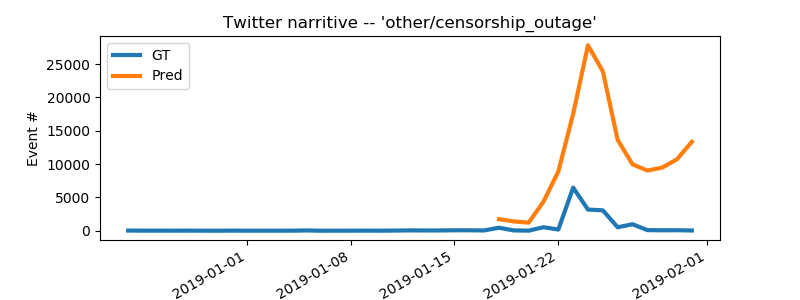 Twitter narritive -- 'other/censorship_outage'
GT
Pred
Event #
25000
20000
15000
10000
5000
0
2019-01-01
2019-01-08
2019-01-15
2019-01-22
2019-02-01